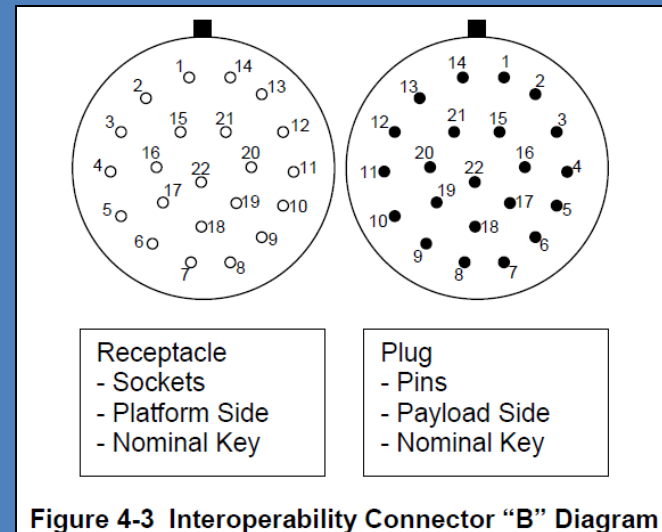 1 14
2 13
3 15 21 12
4 16 22 20 11
5 17 19 10
6 18 9
7 8
14 1
13 2
12 21 15 3
11 20 22 16 4
10 19 17 5
9 18 6
8 7
Receptacle
- Sockets
- Platform Side
- Nominal Key
Plug
- Pins
- Payload Side
- Nominal Key
Figure 4-3 Interoperability Connector “B” Diagram